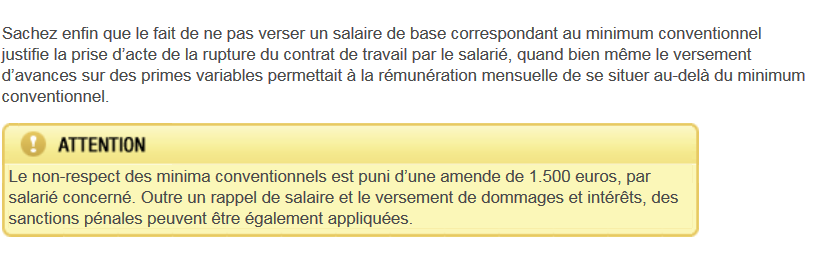 Sachez enfin que le fait de ne pas verser un salaire de base correspondant au minimum conventionnel
justifie la prise d’acte de la rupture du contrat de travail par le salarié, quand bien même le versement
d’avances sur des primes variables permettait à la rémunération mensuelle de se situer au-delà du minimum
conventionnel.
ATTENTION
Le non-respect des minima conventionnels est puni d’une amende de 1.500 euros, par
salarié concerné. Outre un rappel de salaire et le versement de dommages et intérêts, des
sanctions pénales peuvent être également appliquées.